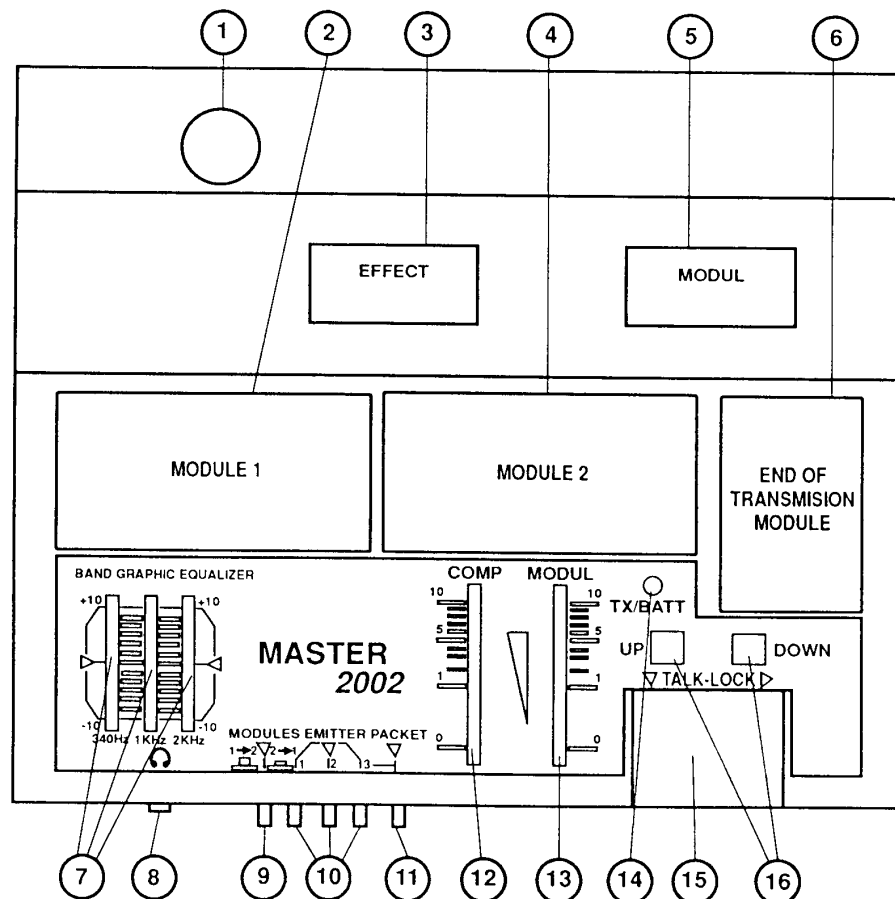 1 2 3 4 5 6
EFFECT MODUL
MODULE 1 MODULE 2 END OF
TRANSMISION
MODULE
BAND GRAPHIC EQUALIZER
+10 +10
-10 -10
340Hz 1KHz 2KHz
MASTER
2002
MODULES EMITTER PACKET
1 2 2 1 1 2 3
COMP MODUL
10 10
5 5
1 1
0 0
TX/BATT
UP DOWN
TALK-LOCK
7 8 9 10 11 12 13 14 15 16